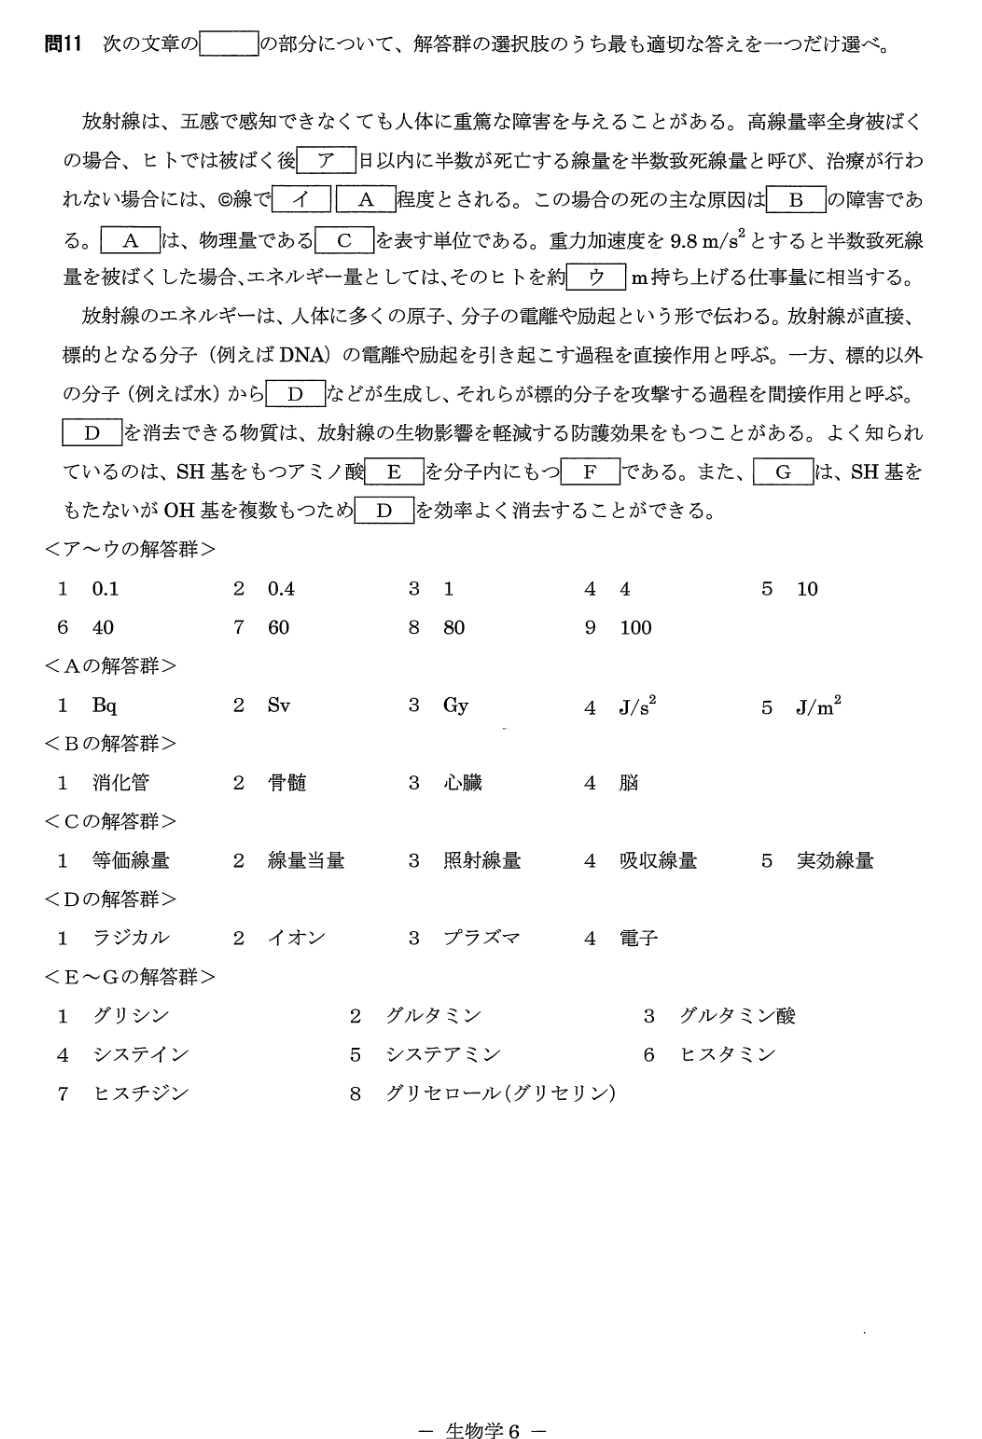 問11 次の文章の の部分について、解答群の選択肢のうち最も適切な答えを一つだけ選べ。
放射線は、五感で感知できなくても人体に重篤な障害を与えることがある。高線量率全身被ばく
の場合、ヒトでは被ばく後 ア 日以内に半数が死亡する線量を半数致死線量と呼び、治療が行わ
れない場合には、©線で イ A 程度とされる。この場合の死の主な原因は B の障害であ
る。 A は、物理量である C を表す単位である。重力加速度を 9.8 m/s²とすると半数致死線
量を被ばくした場合、エネルギー量としては、そのヒトを約 ウ m持ち上げる仕事量に相当する。
放射線のエネルギーは、人体に多くの原子、分子の電離や励起という形で伝わる。放射線が直接、
標的となる分子（例えば DNA）の電離や励起を引き起こす過程を直接作用と呼ぶ。一方、標的以外
の分子（例えば水）から D などが生成し、それらが標的分子を攻撃する過程を間接作用と呼ぶ。
D を消去できる物質は、放射線の生物影響を軽減する防護効果をもつことがある。よく知られ
ているのは、SH 基をもつアミノ酸 E を分子内にもつ F である。また、 G は、SH 基を
もたないが OH 基を複数もつため D を効率よく消去することができる。
＜ア～ウの解答群＞
1 0.1 2 0.4 3 1 4 4 5 10
6 40 7 60 8 80 9 100
＜Aの解答群＞
1 Bq 2 Sv 3 Gy 4 J/s² 5 J/m²
＜Bの解答群＞
1 消化管 2 骨髄 3 心臓 4 脳
＜Cの解答群＞
1 等価線量 2 線量当量 3 照射線量 4 吸収線量 5 実効線量
＜Dの解答群＞
1 ラジカル 2 イオン 3 プラズマ 4 電子
＜E～Gの解答群＞
1 グリシン 2 グルタミン 3 グルタミン酸
4 システイン 5 システアミン 6 ヒスタミン
7 ヒスチジン 8 グリセロール（グリセリン）
－ 生物学 6 －